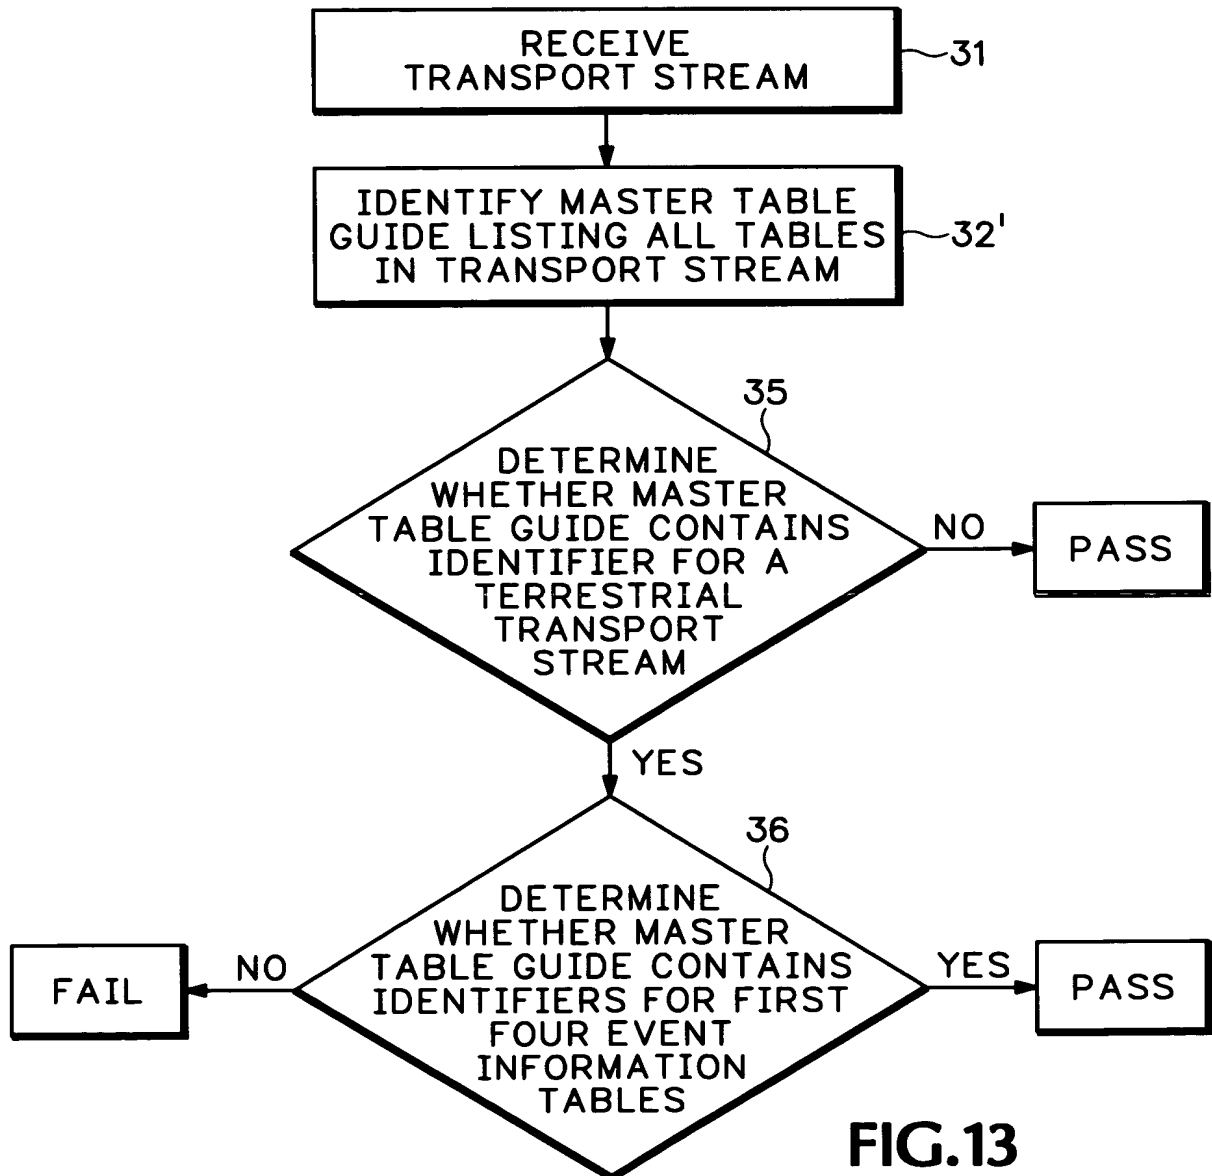 RECEIVE
TRANSPORT STREAM
31
IDENTIFY MASTER TABLE
GUIDE LISTING ALL TABLES
IN TRANSPORT STREAM
32'
35
DETERMINE
WHETHER MASTER
TABLE GUIDE CONTAINS
IDENTIFIER FOR A
TERRESTRIAL
TRANSPORT
STREAM
NO
PASS
YES
36
DETERMINE
WHETHER MASTER
TABLE GUIDE CONTAINS
IDENTIFIERS FOR FIRST
FOUR EVENT
INFORMATION
TABLES
NO
FAIL
YES
PASS
FIG.13